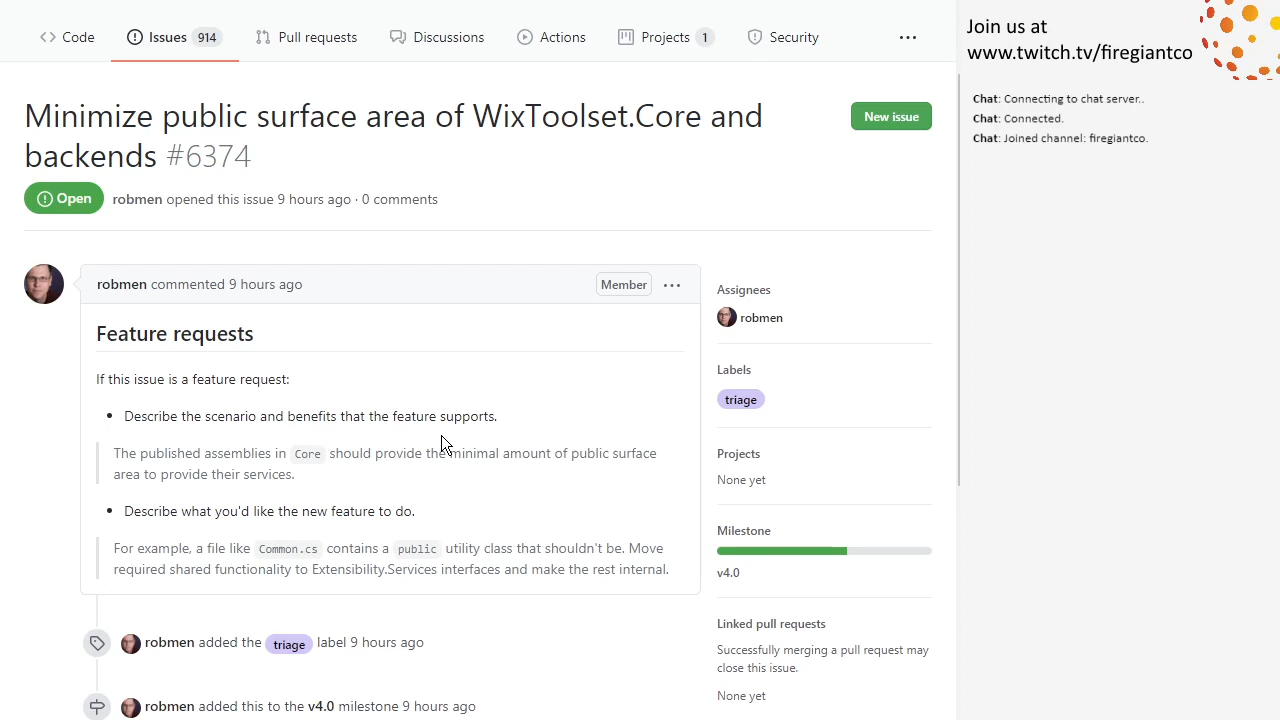 Code
Issues 914
Pull requests
Discussions
Actions
Projects 1
Security
Minimize public surface area of WixToolset.Core and
backends #6374
New issue
Open
robmen opened this issue 9 hours ago · 0 comments
robmen commented 9 hours ago
Member
Feature requests
If this issue is a feature request:
Describe the scenario and benefits that the feature supports.
The published assemblies in Core should provide the minimal amount of public surface
area to provide their services.
Describe what you'd like the new feature to do.
For example, a file like Common.cs contains a public utility class that shouldn't be. Move
required shared functionality to Extensibility.Services interfaces and make the rest internal.
robmen added the triage label 9 hours ago
robmen added this to the v4.0 milestone 9 hours ago
Assignees
robmen
Labels
triage
Projects
None yet
Milestone
v4.0
Linked pull requests
Successfully merging a pull request may
close this issue.
None yet
Join us at
www.twitch.tv/firegiantco
Chat: Connecting to chat server..
Chat: Connected.
Chat: Joined channel: firegiantco.